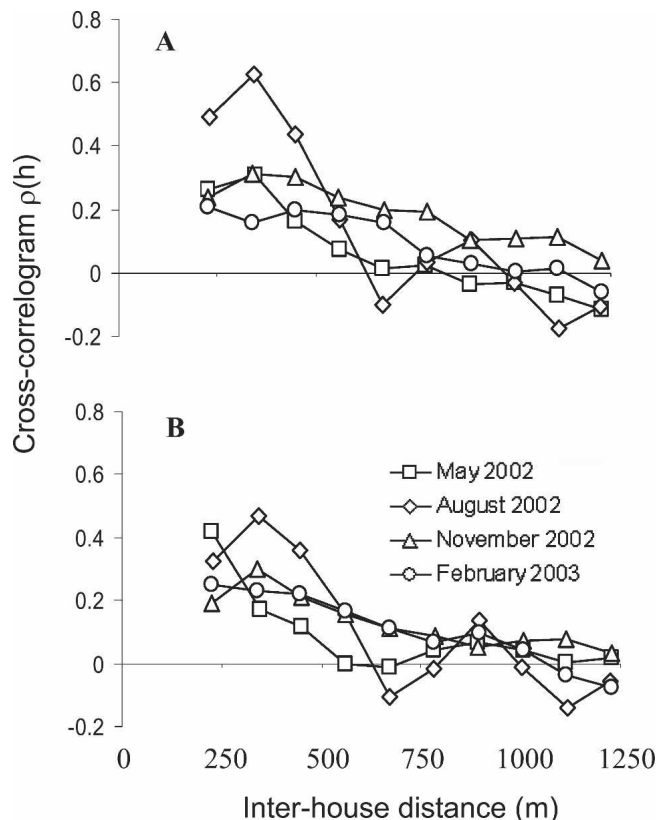 A
0.8
0.6
0.4
0.2
0
-0.2
Cross-correlogram ρ(h)
B
0.8
0.6
0.4
0.2
0
-0.2
May 2002
August 2002
November 2002
February 2003
0 250 500 750 1000 1250
Inter-house distance (m)